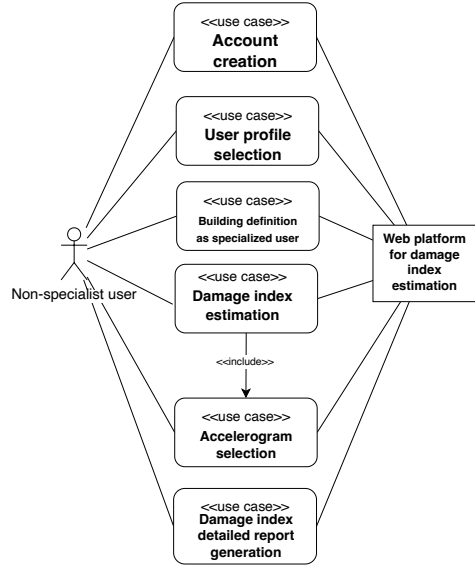 <<use case>>
Account
creation
<<use case>>
User profile
selection
<<use case>>
Building definition
as specialized user
Web platform
for damage
index
estimation
Non-specialist user
<<use case>>
Damage index
estimation
<<include>>
<<use case>>
Accelerogram
selection
<<use case>>
Damage index
detailed report
generation